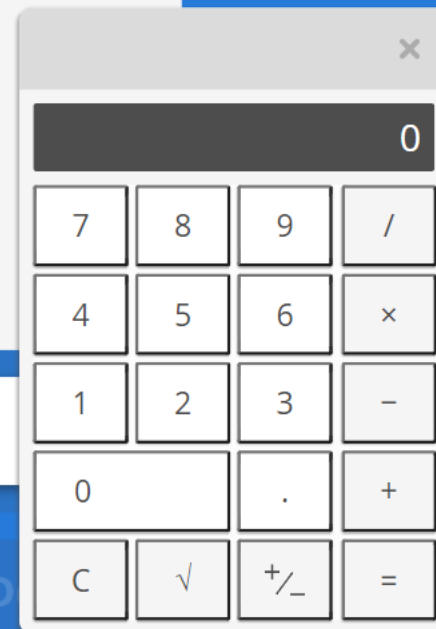 ×
0
7 8 9 /
4 5 6 ×
1 2 3 −
0 . +
C √ +/− =